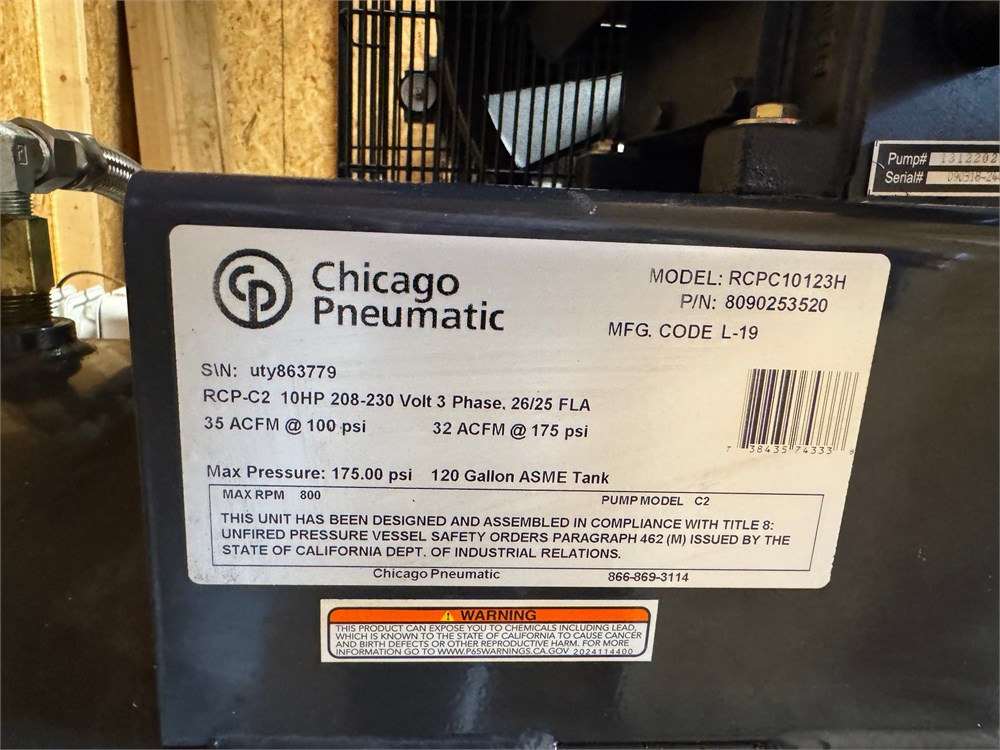 Pump#
Serial#
CP
Chicago
Pneumatic
MODEL: RCPC10123H
P/N: 8090253520
MFG. CODE L-19
S\N: uty863779
RCP-C2 10HP 208-230 Volt 3 Phase, 26/25 FLA
35 ACFM @ 100 psi 32 ACFM @ 175 psi
7 38435 74333 8
Max Pressure: 175.00 psi 120 Gallon ASME Tank
MAX RPM 800 PUMP MODEL C2
THIS UNIT HAS BEEN DESIGNED AND ASSEMBLED IN COMPLIANCE WITH TITLE 8:
UNFIRED PRESSURE VESSEL SAFETY ORDERS PARAGRAPH 462 (M) ISSUED BY THE
STATE OF CALIFORNIA DEPT. OF INDUSTRIAL RELATIONS.
Chicago Pneumatic 866-869-3114
WARNING
THIS PRODUCT CAN EXPOSE YOU TO CHEMICALS INCLUDING LEAD,
WHICH IS KNOWN TO THE STATE OF CALIFORNIA TO CAUSE CANCER
AND BIRTH DEFECTS OR OTHER REPRODUCTIVE HARM. FOR MORE
INFORMATION GO TO WWW.P65WARNINGS.CA.GOV 2024114400